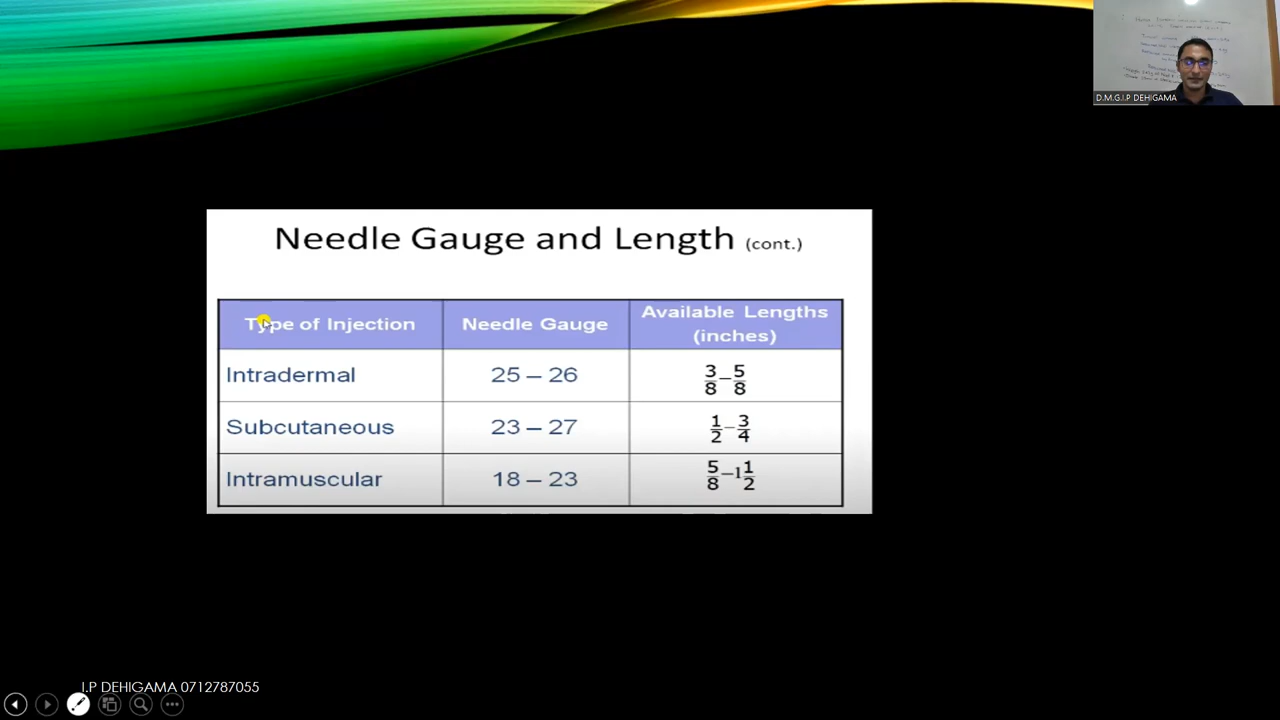 D.M.G.I.P DEHIGAMA
Needle Gauge and Length (cont.)
Type of Injection Needle Gauge Available Lengths (inches)
Intradermal 25 – 26 3/8 – 5/8
Subcutaneous 23 – 27 1/2 – 3/4
Intramuscular 18 – 23 5/8 – 1 1/2
I.P DEHIGAMA 0712787055